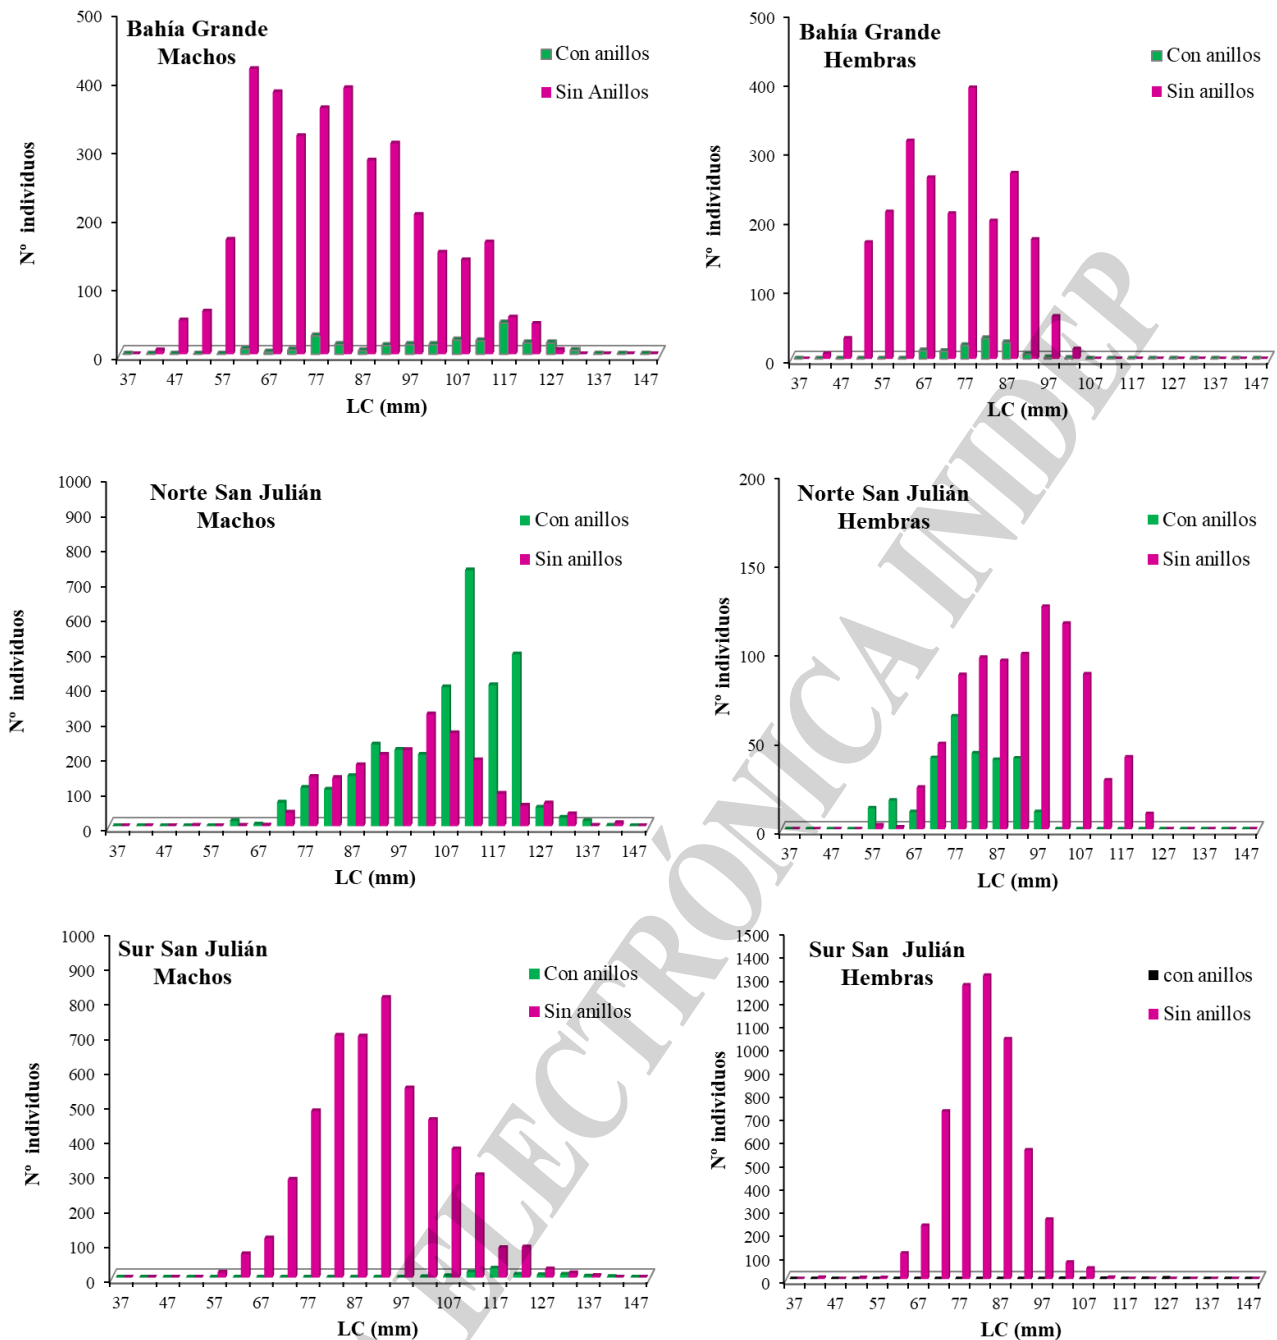 Bahía Grande
Machos
Con anillos
Sin Anillos
Nº individuos
500
400
300
200
100
0
37 47 57 67 77 87 97 107 117 127 137 147
LC (mm)
Bahía Grande
Hembras
Con anillos
Sin anillos
Nº individuos
500
400
300
200
100
0
37 47 57 67 77 87 97 107 117 127 137 147
LC (mm)
Norte San Julián
Machos
Con anillos
Sin anillos
Nº individuos
1000
900
800
700
600
500
400
300
200
100
0
37 47 57 67 77 87 97 107 117 127 137 147
LC (mm)
Norte San Julián
Hembras
Con anillos
Sin anillos
Nº individuos
200
150
100
50
0
37 47 57 67 77 87 97 107 117 127 137 147
LC (mm)
Sur San Julián
Machos
Con anillos
Sin anillos
Nº individuos
1000
900
800
700
600
500
400
300
200
100
0
37 47 57 67 77 87 97 107 117 127 137 147
LC (mm)
Sur San Julián
Hembras
con anillos
Sin anillos
Nº individuos
1500
1400
1300
1200
1100
1000
900
800
700
600
500
400
300
200
100
0
37 47 57 67 77 87 97 107 117 127 137 147
LC (mm)
ELECTRÓNICA INIDEP